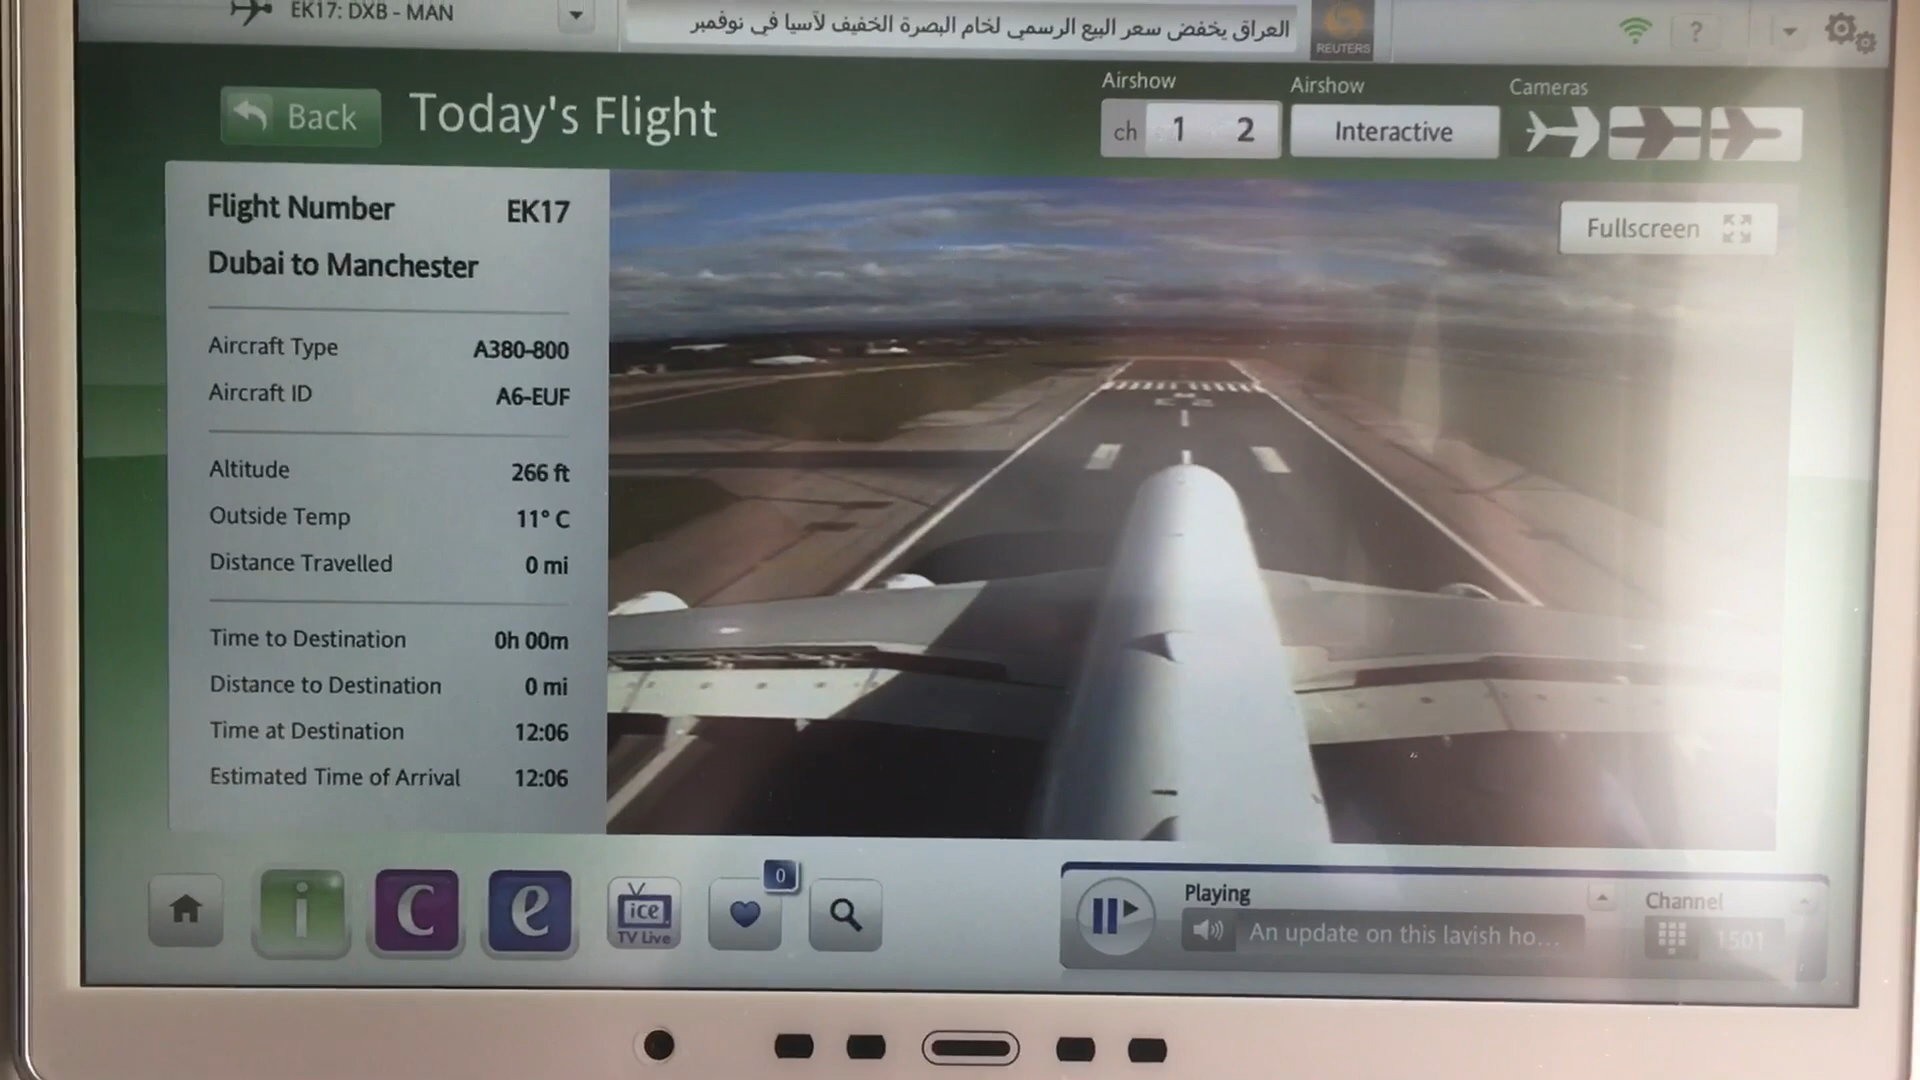 EK17: DXB - MAN
العراق يخفض سعر البيع الرسمي لخام البصرة الخفيف لآسيا في نوفمبر
REUTERS
?
Back
Today's Flight
Airshow
ch 1 2
Airshow
Interactive
Cameras
Flight Number EK17
Dubai to Manchester
Aircraft Type A380-800
Aircraft ID A6-EUF
Altitude 266 ft
Outside Temp 11° C
Distance Travelled 0 mi
Time to Destination 0h 00m
Distance to Destination 0 mi
Time at Destination 12:06
Estimated Time of Arrival 12:06
Fullscreen
i
C
e
ice
TV Live
0
Playing
An update on this lavish ho...
Channel
1501